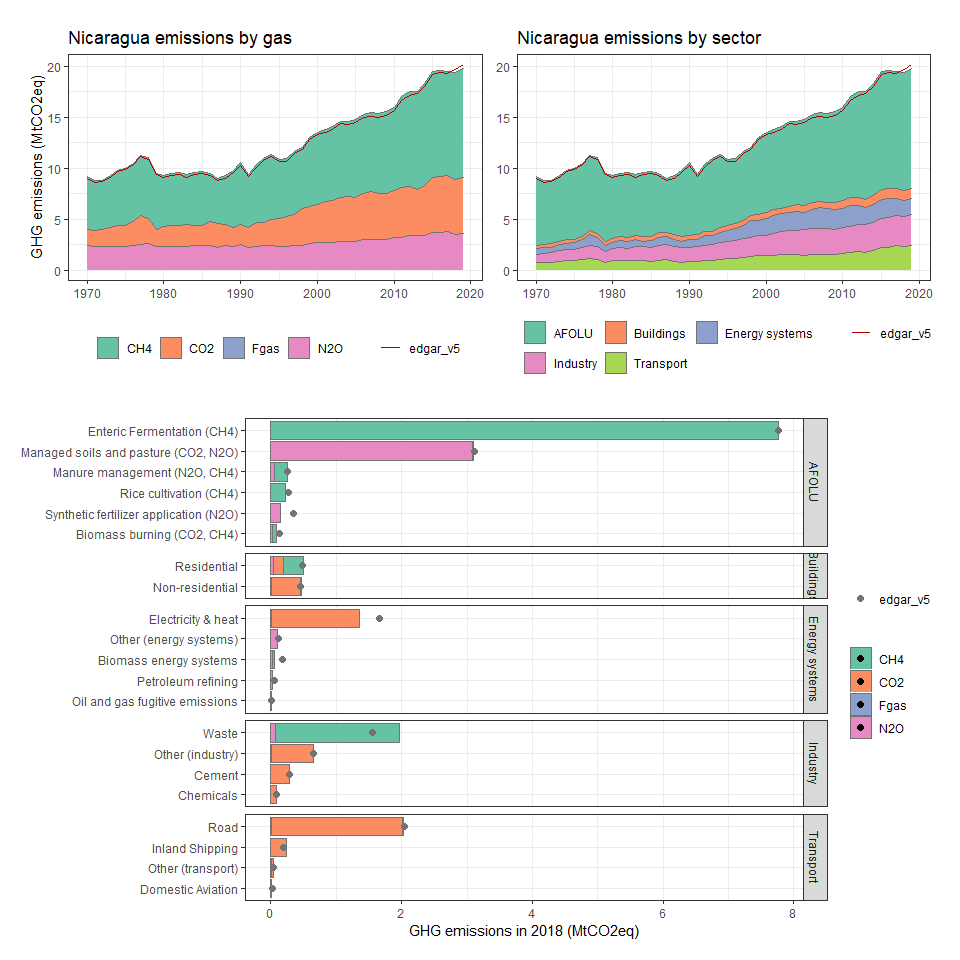 Nicaragua emissions by gas
GHG emissions (MtCO2eq)
20
15
10
5
0
1970 1980 1990 2000 2010 2020
CH4 CO2 Fgas N2O edgar_v5
Nicaragua emissions by sector
20
15
10
5
0
1970 1980 1990 2000 2010 2020
AFOLU Buildings Energy systems edgar_v5
Industry Transport
Enteric Fermentation (CH4)
Managed soils and pasture (CO2, N2O)
Manure management (N2O, CH4)
Rice cultivation (CH4)
Synthetic fertilizer application (N2O)
Biomass burning (CO2, CH4)
AFOLU
Residential
Non-residential
Buildings
Electricity & heat
Other (energy systems)
Biomass energy systems
Petroleum refining
Oil and gas fugitive emissions
Energy systems
Waste
Other (industry)
Cement
Chemicals
Industry
Road
Inland Shipping
Other (transport)
Domestic Aviation
Transport
0 2 4 6 8
GHG emissions in 2018 (MtCO2eq)
edgar_v5
CH4
CO2
Fgas
N2O